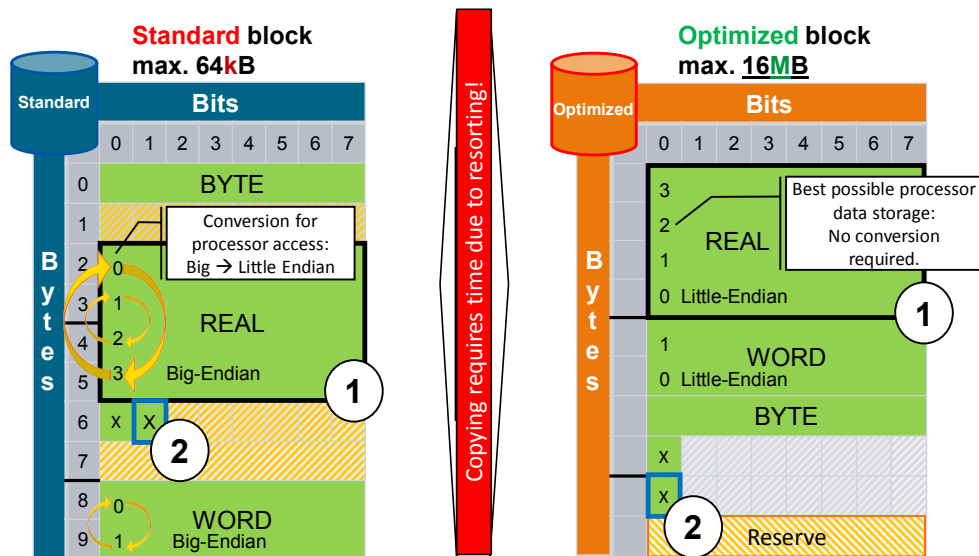 Standard block
max. 64kB
Standard
Bits
0 1 2 3 4 5 6 7
Bytes
0
BYTE
1
Conversion for
processor access:
Big → Little Endian
2
0
3
1
REAL
4
2
5
3 Big-Endian
1
6
x X
2
7
8
0
WORD
9
1 Big-Endian
Copying requires time due to resorting!
Optimized block
max. 16MB
Optimized
Bits
0 1 2 3 4 5 6 7
Bytes
3
Best possible processor
data storage:
No conversion
required.
2
REAL
1
0 Little-Endian
1
1
WORD
0 Little-Endian
BYTE
x
x
2
Reserve